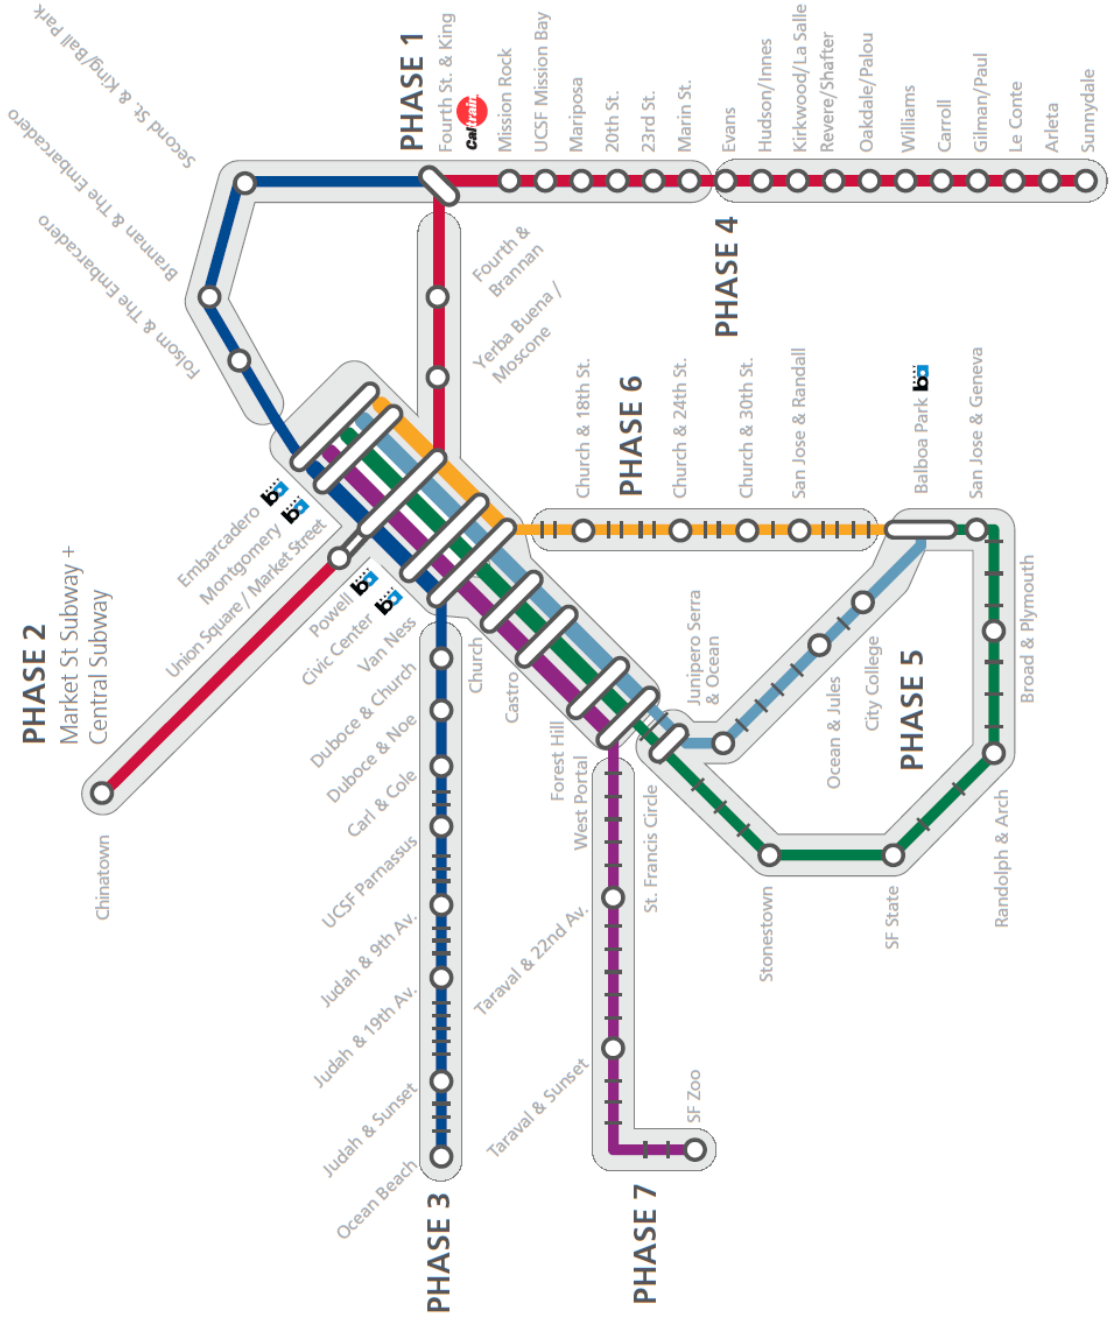 PHASE 1
Fourth St. & King
Caltrain
Mission Rock
UCSF Mission Bay
Mariposa
20th St.
23rd St.
Marin St.
Evans
Hudson/Innes
Kirkwood/La Salle
Revere/Shafter
Oakdale/Palou
Williams
Carroll
Gilman/Paul
Le Conte
Arleta
Sunnydale
PHASE 4
Second St. & King/Ball Park
Brannan & The Embarcadero
Folsom & The Embarcadero
Fourth &
Brannan
Yerba Buena /
Moscone
PHASE 2
Market St Subway +
Central Subway
Embarcadero
ba
Montgomery
ba
Union Square / Market Street
Powell
ba
Civic Center
ba
Van Ness
Church
Castro
Forest Hill
West Portal
Chinatown
PHASE 6
Church & 18th St.
Church & 24th St.
Church & 30th St.
San Jose & Randall
Balboa Park
ba
San Jose & Geneva
PHASE 5
Junipero Serra
& Ocean
Ocean & Jules
City College
Broad & Plymouth
Randolph & Arch
SF State
Stonestown
St. Francis Circle
PHASE 3
Duboce & Church
Duboce & Noe
Carl & Cole
UCSF Parnassus
Judah & 9th Av.
Judah & 19th Av.
Judah & Sunset
Ocean Beach
PHASE 7
Taraval & 22nd Av.
Taraval & Sunset
SF Zoo